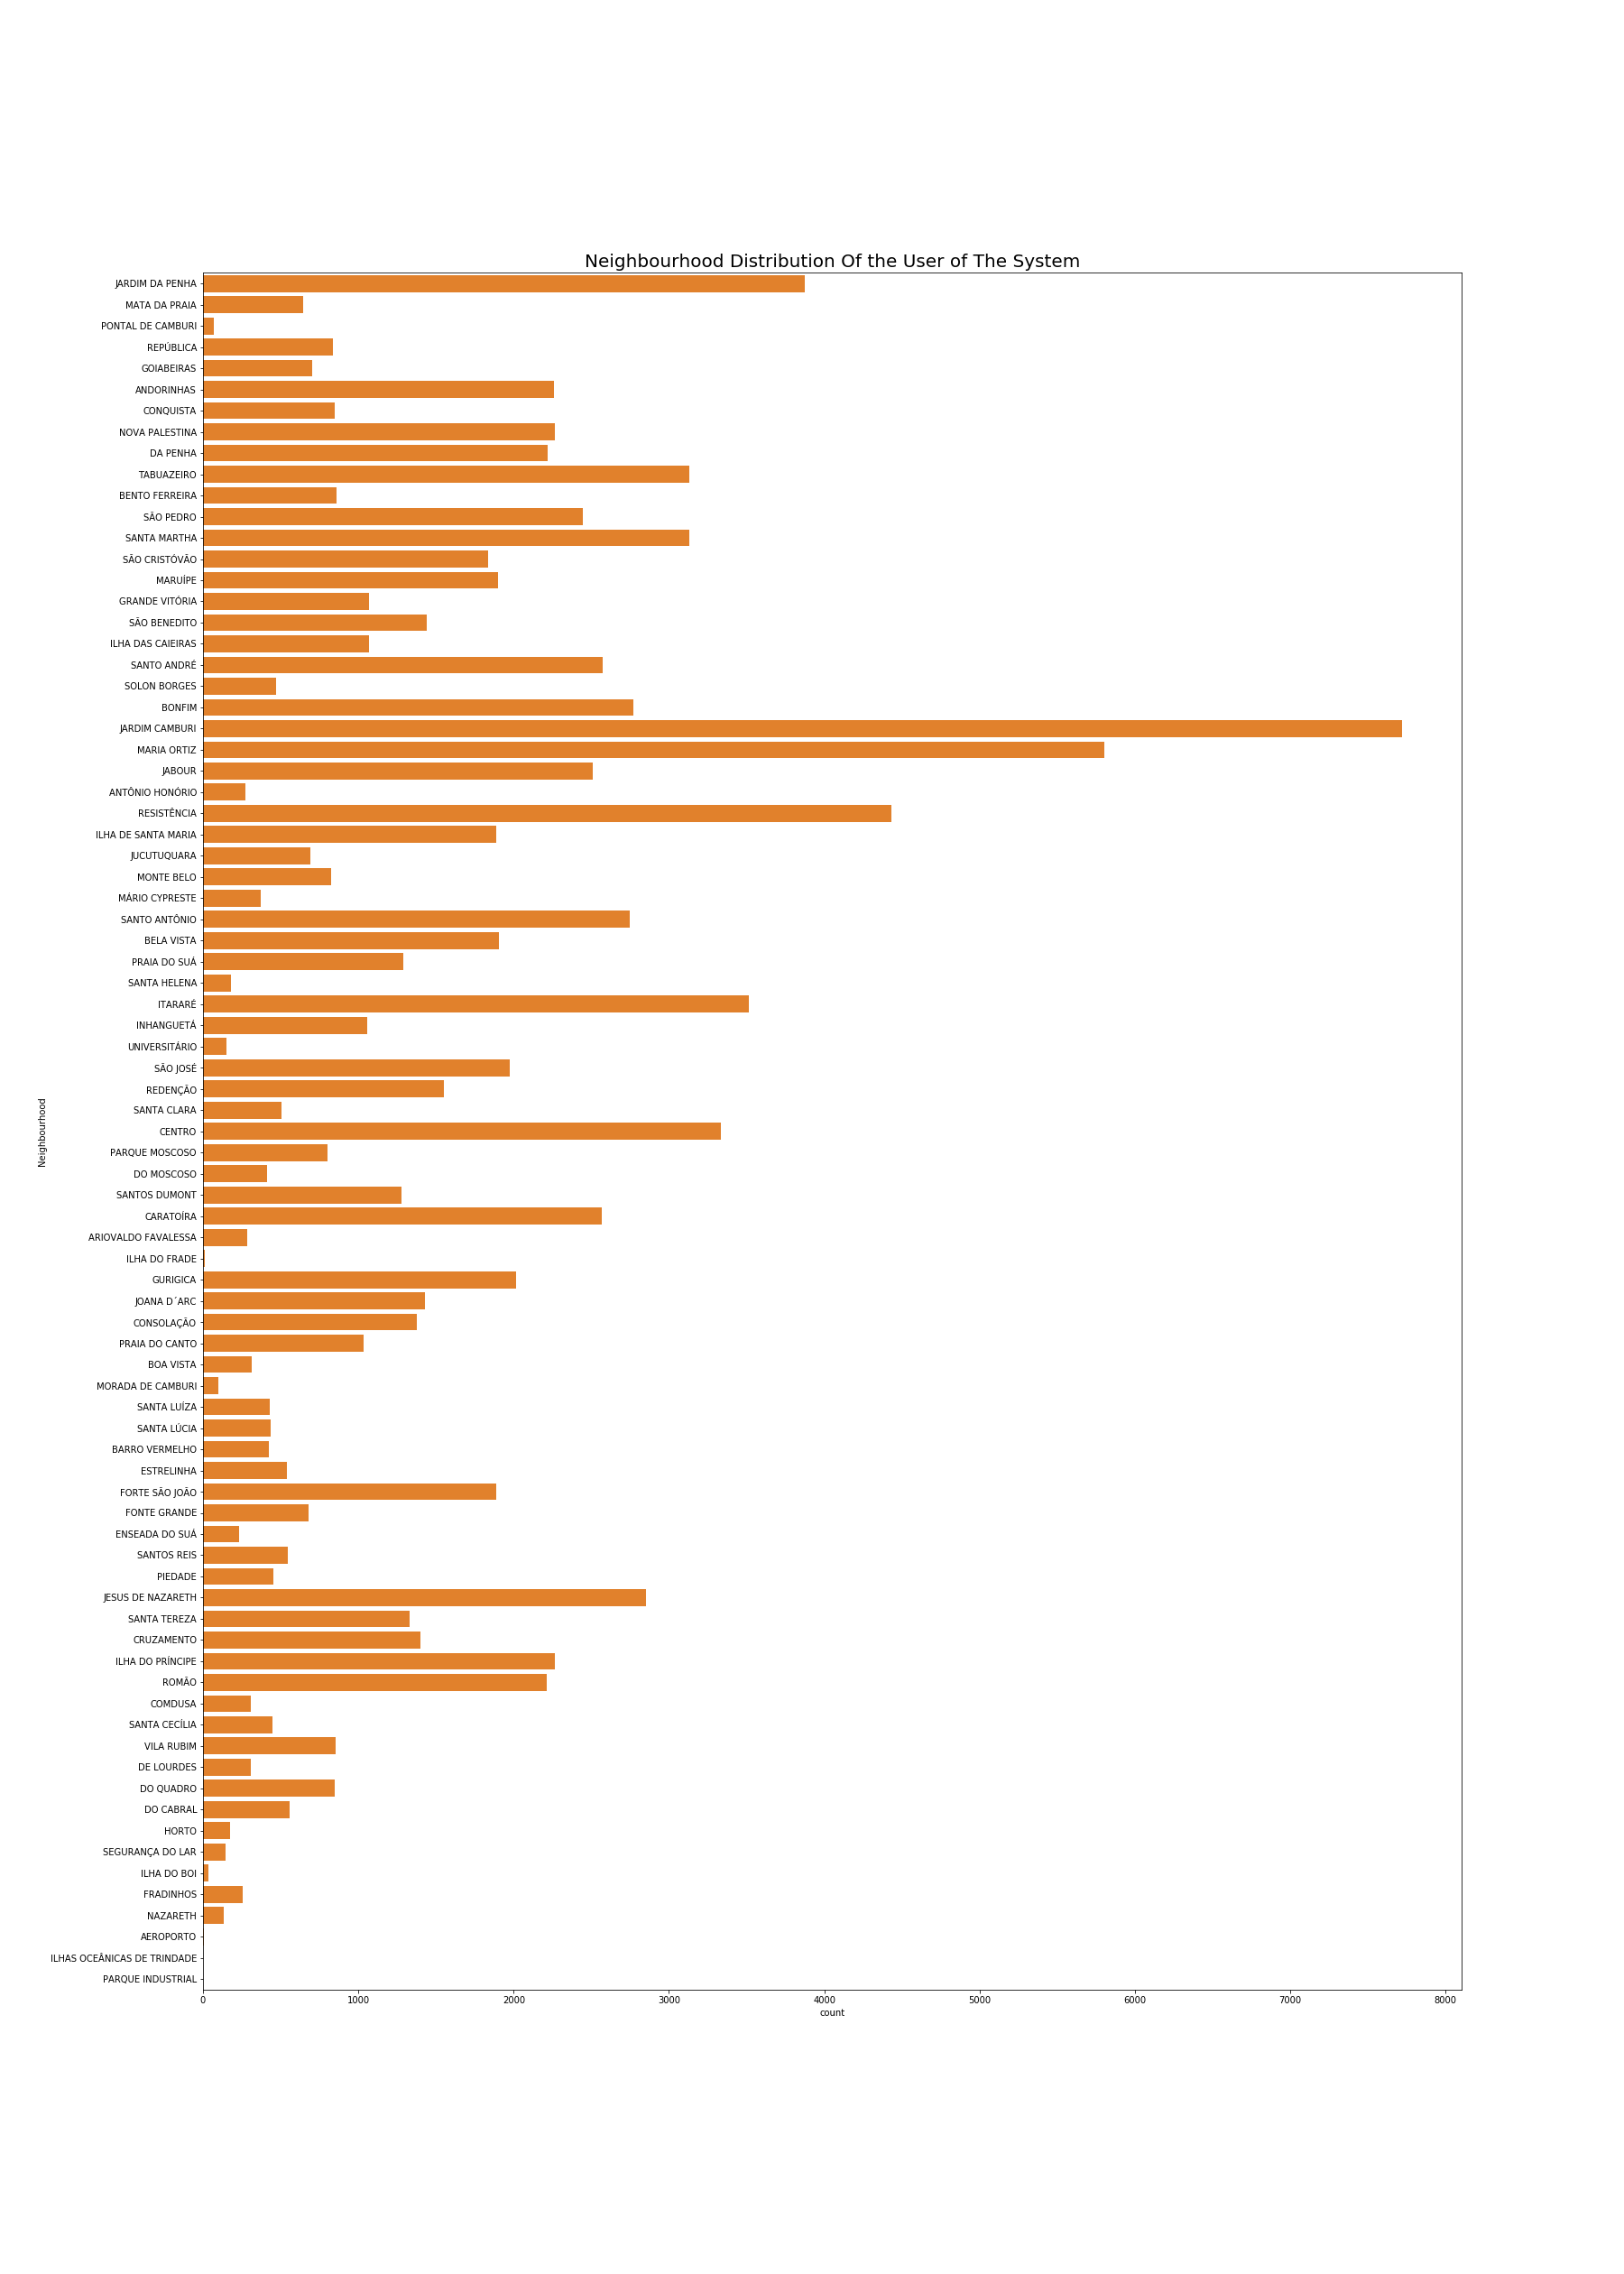 Neighbourhood Distribution Of the User of The System
JARDIM DA PENHA
MATA DA PRAIA
PONTAL DE CAMBURI
REPÚBLICA
GOIABEIRAS
ANDORINHAS
CONQUISTA
NOVA PALESTINA
DA PENHA
TABUAZEIRO
BENTO FERREIRA
SÃO PEDRO
SANTA MARTHA
SÃO CRISTÓVÃO
MARUÍPE
GRANDE VITÓRIA
SÃO BENEDITO
ILHA DAS CAIEIRAS
SANTO ANDRÉ
SOLON BORGES
BONFIM
JARDIM CAMBURI
MARIA ORTIZ
JABOUR
ANTÔNIO HONÓRIO
RESISTÊNCIA
ILHA DE SANTA MARIA
JUCUTUQUARA
MONTE BELO
MÁRIO CYPRESTE
SANTO ANTÔNIO
BELA VISTA
PRAIA DO SUÁ
SANTA HELENA
ITARARÉ
INHANGUETÁ
UNIVERSITÁRIO
SÃO JOSÉ
REDENÇÃO
SANTA CLARA
CENTRO
PARQUE MOSCOSO
DO MOSCOSO
SANTOS DUMONT
CARATOÍRA
ARIOVALDO FAVALESSA
ILHA DO FRADE
GURIGICA
JOANA D´ARC
CONSOLAÇÃO
PRAIA DO CANTO
BOA VISTA
MORADA DE CAMBURI
SANTA LUÍZA
SANTA LÚCIA
BARRO VERMELHO
ESTRELINHA
FORTE SÃO JOÃO
FONTE GRANDE
ENSEADA DO SUÁ
SANTOS REIS
PIEDADE
JESUS DE NAZARETH
SANTA TEREZA
CRUZAMENTO
ILHA DO PRÍNCIPE
ROMÃO
COMDUSA
SANTA CECÍLIA
VILA RUBIM
DE LOURDES
DO QUADRO
DO CABRAL
HORTO
SEGURANÇA DO LAR
ILHA DO BOI
FRADINHOS
NAZARETH
AEROPORTO
ILHAS OCEÂNICAS DE TRINDADE
PARQUE INDUSTRIAL
Neighbourhood
0 1000 2000 3000 4000 5000 6000 7000 8000
count